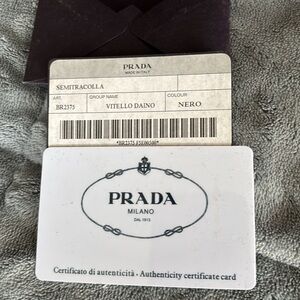 PRADA
MADE IN ITALY
SEMITRACOLLA
ART. GROUP NAME COLOUR
BR2375 VITELLO DAINO NERO
PRADA
MILANO
DAL 1913
Certificato di autenticità - Authenticity certificate card